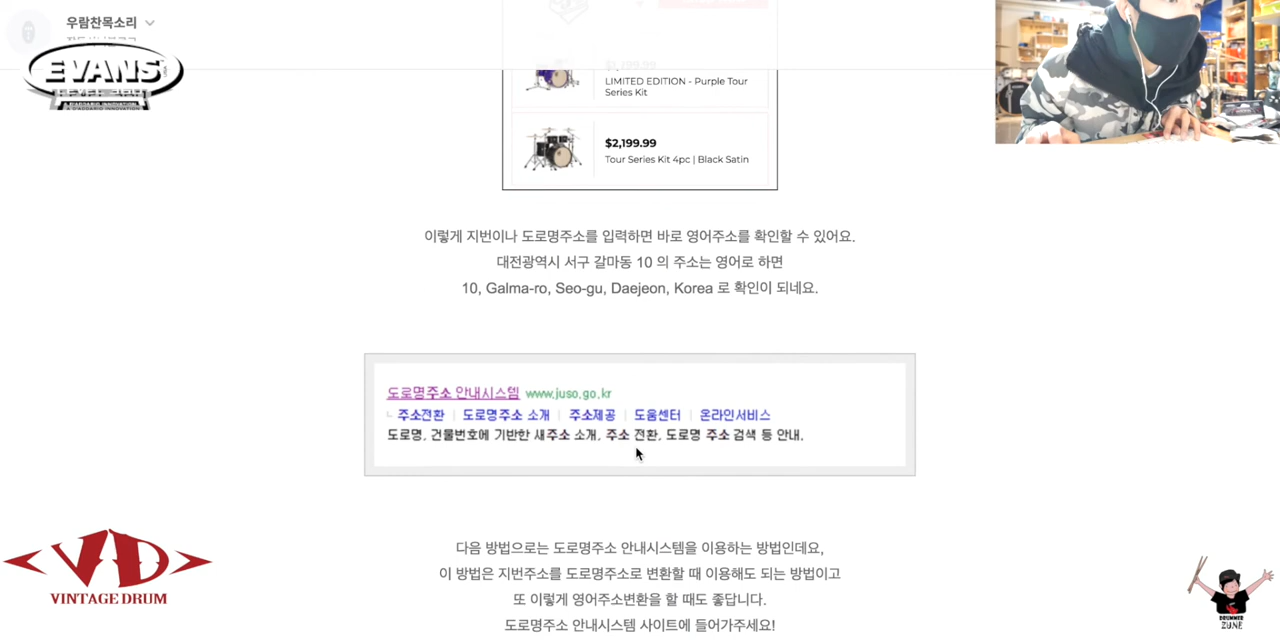 우람찬목소리
EVANS
$2,199.99
LIMITED EDITION - Purple Tour
Series Kit
$2,199.99
Tour Series Kit 4pc | Black Satin
이렇게 지번이나 도로명주소를 입력하면 바로 영어주소를 확인할 수 있어요.
대전광역시 서구 갈마동 10 의 주소는 영어로 하면
10, Galma-ro, Seo-gu, Daejeon, Korea 로 확인이 되네요.
도로명주소 안내시스템 www.juso.go.kr
주소전환 | 도로명주소 소개 | 주소제공 | 도움센터 | 온라인서비스
도로명, 건물번호에 기반한 새주소 소개, 주소 전환, 도로명 주소 검색 등 안내.
VD
VINTAGE DRUM
다음 방법으로는 도로명주소 안내시스템을 이용하는 방법인데요,
이 방법은 지번주소를 도로명주소로 변환할 때 이용해도 되는 방법이고
또 이렇게 영어주소변환을 할 때도 좋답니다.
도로명주소 안내시스템 사이트에 들어가주세요!
DRUMMER
ZUNE